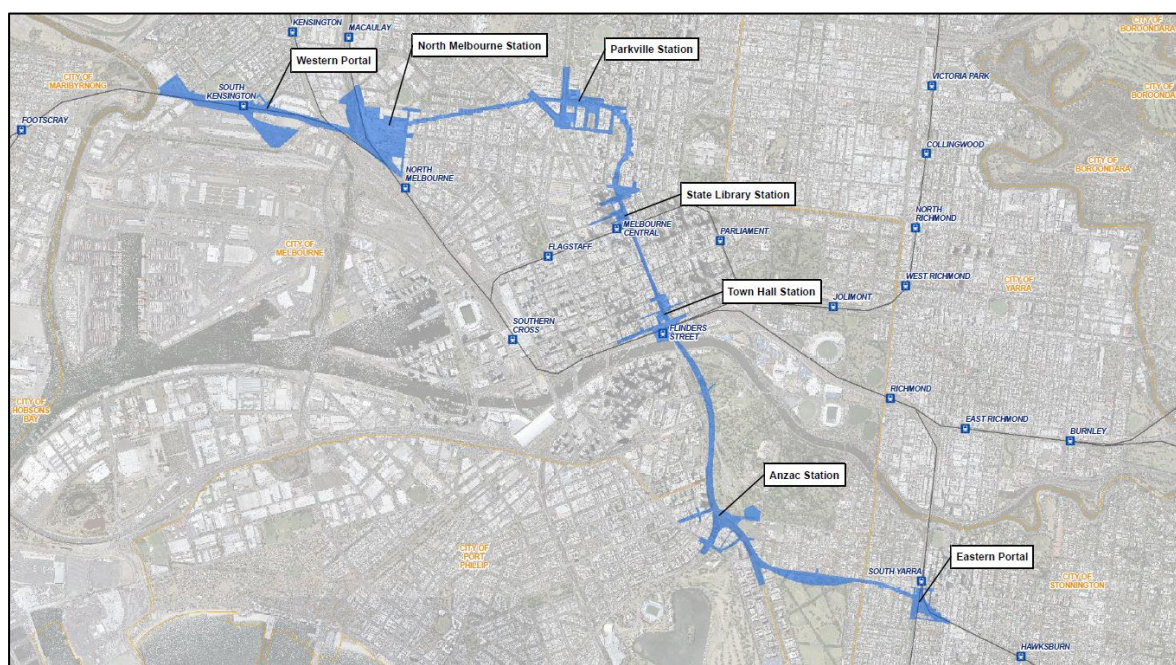 KENSINGTON
MACAULAY
North Melbourne Station
Parkville Station
Western Portal
CITY OF
BOROONDARA
CITY OF
MARIBYRNONG
SOUTH
KENSINGTON
VICTORIA PARK
CITY OF
BOROONDARA
FOOTSCRAY
COLLINGWOOD
CITY OF
BOROONDARA
NORTH
MELBOURNE
State Library Station
NORTH
RICHMOND
MELBOURNE
CENTRAL
PARLIAMENT
CITY OF
MELBOURNE
FLAGSTAFF
WEST RICHMOND
CITY OF
YARRA
Town Hall Station
JOLIMONT
SOUTHERN
CROSS
FLINDERS
STREET
RICHMOND
CITY OF
HOBSONS
BAY
EAST RICHMOND
BURNLEY
Anzac Station
CITY OF
PORT
PHILLIP
Eastern Portal
SOUTH YARRA
CITY OF
STONNINGTON
HAWKSBURN